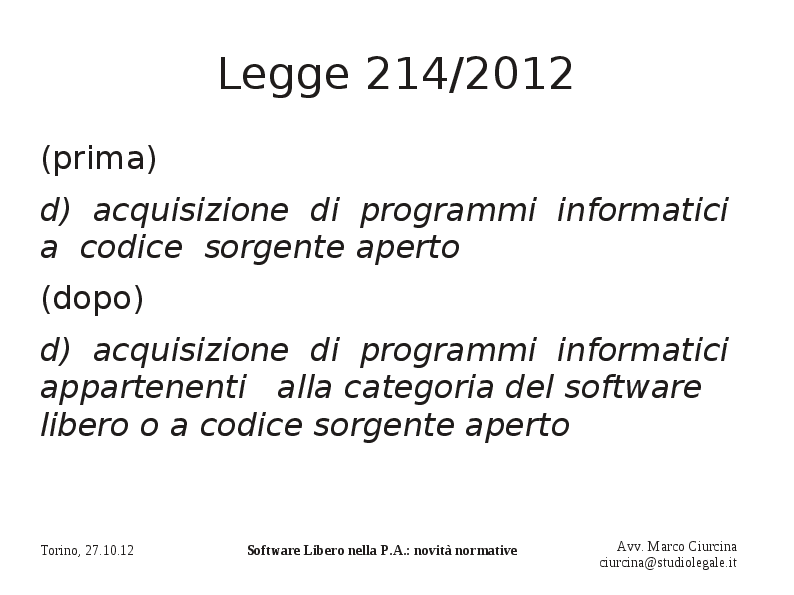 Legge 214/2012
(prima)
d) acquisizione di programmi informatici
a codice sorgente aperto
(dopo)
d) acquisizione di programmi informatici
appartenenti alla categoria del software
libero o a codice sorgente aperto
Torino, 27.10.12
Software Libero nella P.A.: novità normative
Avv. Marco Ciurcina
ciurcina@studiolegale.it